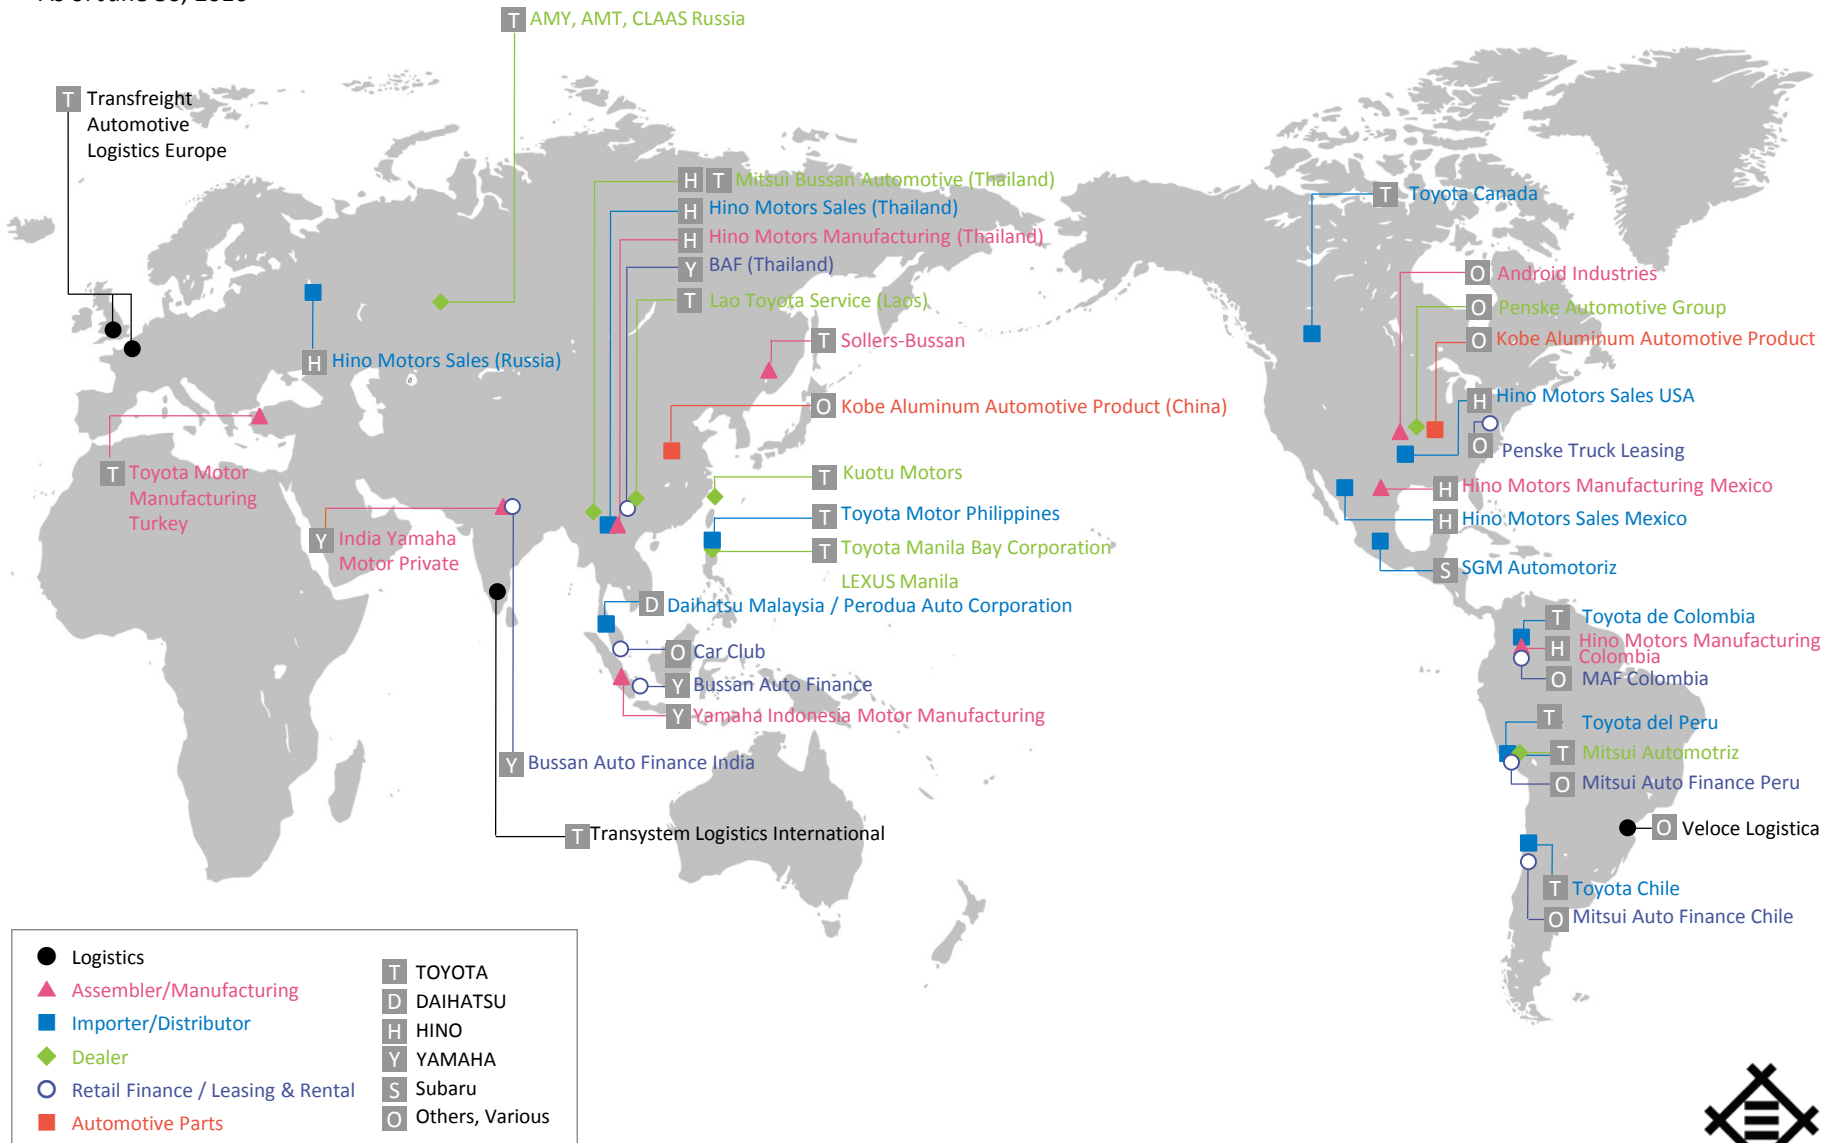 T AMY, AMT, CLAAS Russia
T Transfreight
Automotive
Logistics Europe
H T Mitsui Bussan Automotive (Thailand)
H Hino Motors Sales (Thailand)
H Hino Motors Manufacturing (Thailand)
Y BAF (Thailand)
T Lao Toyota Service (Laos)
T Sollers-Bussan
H Hino Motors Sales (Russia)
O Kobe Aluminum Automotive Product (China)
T Toyota Motor
Manufacturing
Turkey
Y India Yamaha
Motor Private
T Kuotu Motors
T Toyota Motor Philippines
T Toyota Manila Bay Corporation
LEXUS Manila
D Daihatsu Malaysia / Perodua Auto Corporation
O Car Club
Y Bussan Auto Finance
Y Yamaha Indonesia Motor Manufacturing
Y Bussan Auto Finance India
T Transystem Logistics International
T Toyota Canada
O Android Industries
O Penske Automotive Group
O Kobe Aluminum Automotive Product
H Hino Motors Sales USA
O Penske Truck Leasing
H Hino Motors Manufacturing Mexico
H Hino Motors Sales Mexico
S SGM Automotoriz
T Toyota de Colombia
H Hino Motors Manufacturing
Colombia
O MAF Colombia
T Toyota del Peru
T Mitsui Automotriz
O Mitsui Auto Finance Peru
O Veloce Logistica
T Toyota Chile
O Mitsui Auto Finance Chile
Logistics
Assembler/Manufacturing
Importer/Distributor
Dealer
Retail Finance / Leasing & Rental
Automotive Parts
T TOYOTA
D DAIHATSU
H HINO
Y YAMAHA
S Subaru
O Others, Various